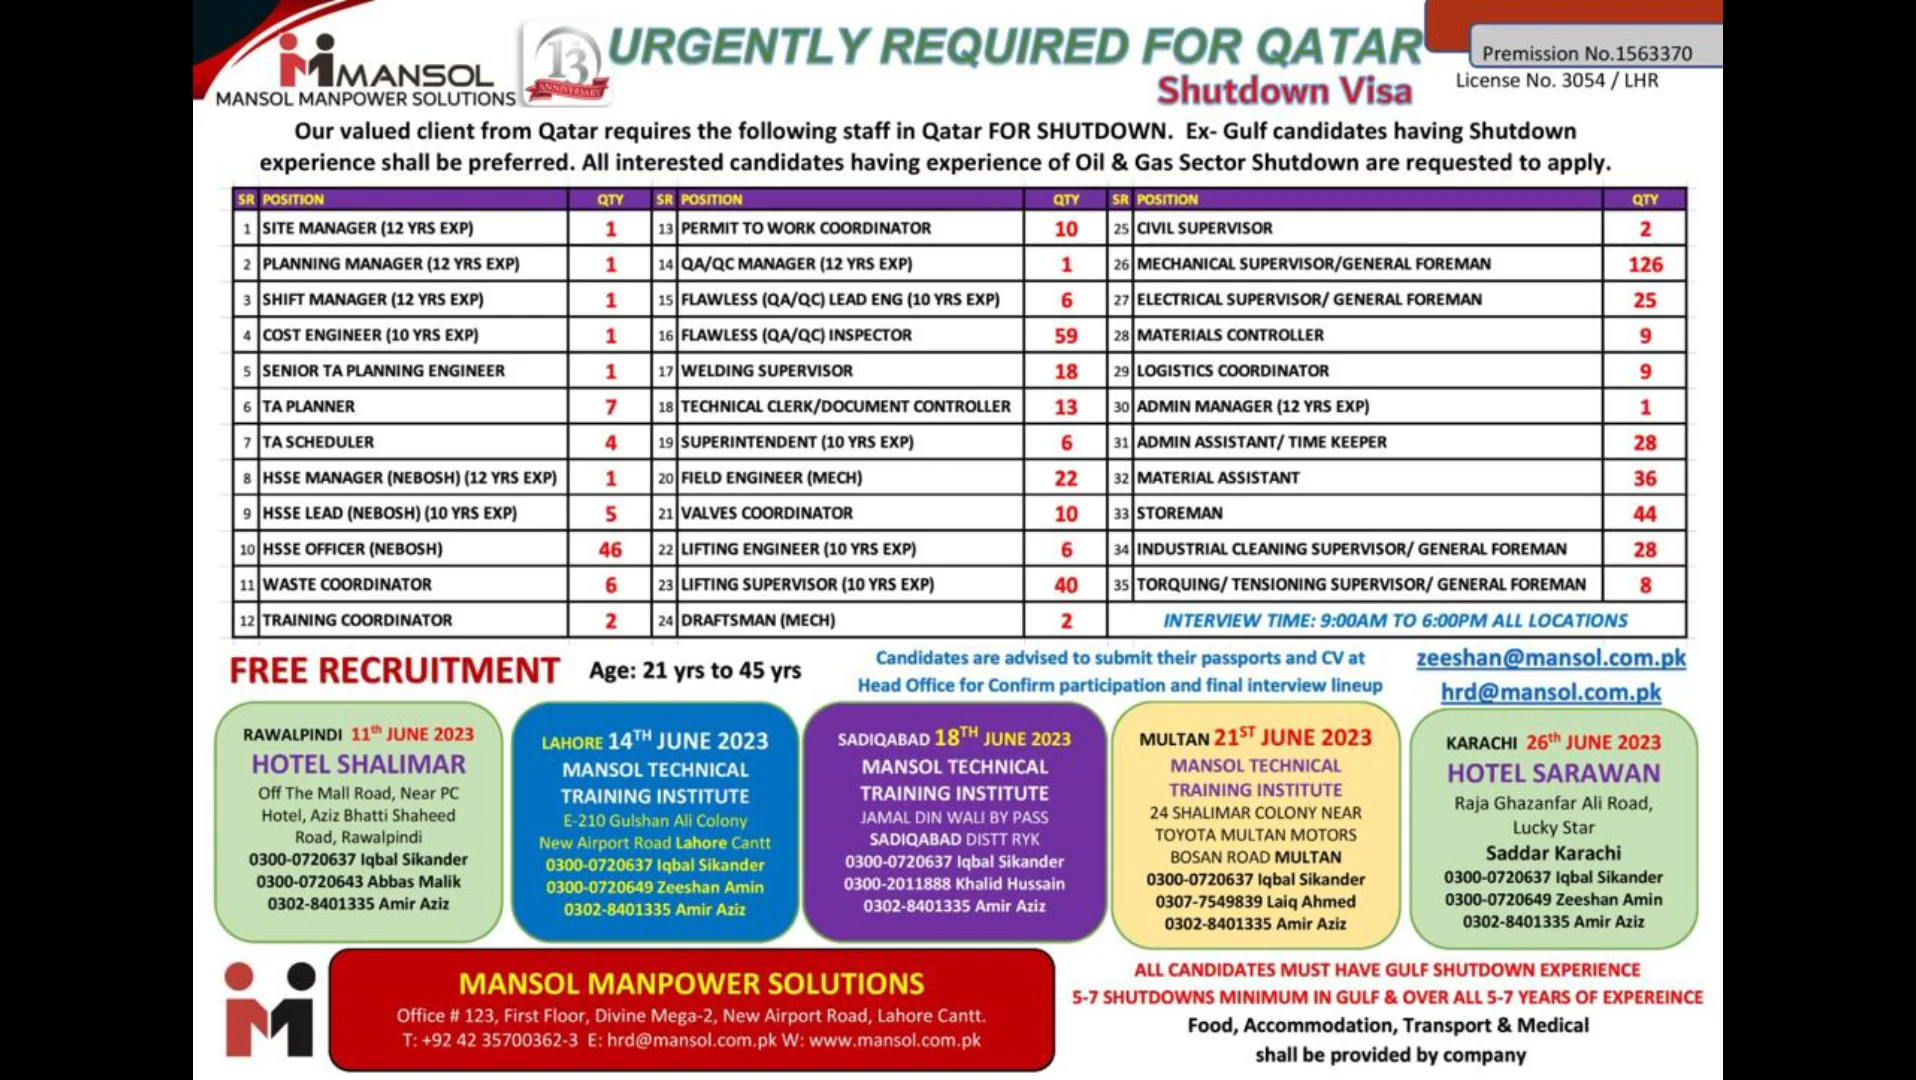 MANSOL
MANSOL MANPOWER SOLUTIONS
13
ANNIVERSARY
URGENTLY REQUIRED FOR QATAR
Shutdown Visa
Premission No.1563370
License No. 3054 / LHR
Our valued client from Qatar requires the following staff in Qatar FOR SHUTDOWN. Ex- Gulf candidates having Shutdown
experience shall be preferred. All interested candidates having experience of Oil & Gas Sector Shutdown are requested to apply.
SR POSITION QTY SR POSITION QTY SR POSITION QTY
1 SITE MANAGER (12 YRS EXP) 1 13 PERMIT TO WORK COORDINATOR 10 25 CIVIL SUPERVISOR 2
2 PLANNING MANAGER (12 YRS EXP) 1 14 QA/QC MANAGER (12 YRS EXP) 1 26 MECHANICAL SUPERVISOR/GENERAL FOREMAN 126
3 SHIFT MANAGER (12 YRS EXP) 1 15 FLAWLESS (QA/QC) LEAD ENG (10 YRS EXP) 6 27 ELECTRICAL SUPERVISOR/ GENERAL FOREMAN 25
4 COST ENGINEER (10 YRS EXP) 1 16 FLAWLESS (QA/QC) INSPECTOR 59 28 MATERIALS CONTROLLER 9
5 SENIOR TA PLANNING ENGINEER 1 17 WELDING SUPERVISOR 18 29 LOGISTICS COORDINATOR 9
6 TA PLANNER 7 18 TECHNICAL CLERK/DOCUMENT CONTROLLER 13 30 ADMIN MANAGER (12 YRS EXP) 1
7 TA SCHEDULER 4 19 SUPERINTENDENT (10 YRS EXP) 6 31 ADMIN ASSISTANT/ TIME KEEPER 28
8 HSSE MANAGER (NEBOSH) (12 YRS EXP) 1 20 FIELD ENGINEER (MECH) 22 32 MATERIAL ASSISTANT 36
9 HSSE LEAD (NEBOSH) (10 YRS EXP) 5 21 VALVES COORDINATOR 10 33 STOREMAN 44
10 HSSE OFFICER (NEBOSH) 46 22 LIFTING ENGINEER (10 YRS EXP) 6 34 INDUSTRIAL CLEANING SUPERVISOR/ GENERAL FOREMAN 28
11 WASTE COORDINATOR 6 23 LIFTING SUPERVISOR (10 YRS EXP) 40 35 TORQUING/ TENSIONING SUPERVISOR/ GENERAL FOREMAN 8
12 TRAINING COORDINATOR 2 24 DRAFTSMAN (MECH) 2 INTERVIEW TIME: 9:00AM TO 6:00PM ALL LOCATIONS
FREE RECRUITMENT Age: 21 yrs to 45 yrs
Candidates are advised to submit their passports and CV at
Head Office for Confirm participation and final interview lineup
zeeshan@mansol.com.pk
hrd@mansol.com.pk
RAWALPINDI 11th JUNE 2023
HOTEL SHALIMAR
Off The Mall Road, Near PC
Hotel, Aziz Bhatti Shaheed
Road, Rawalpindi
0300-0720637 Iqbal Sikander
0300-0720643 Abbas Malik
0302-8401335 Amir Aziz
LAHORE 14TH JUNE 2023
MANSOL TECHNICAL
TRAINING INSTITUTE
E-210 Gulshan Ali Colony
New Airport Road Lahore Cantt
0300-0720637 Iqbal Sikander
0300-0720649 Zeeshan Amin
0302-8401335 Amir Aziz
SADIQABAD 18TH JUNE 2023
MANSOL TECHNICAL
TRAINING INSTITUTE
JAMAL DIN WALI BY PASS
SADIQABAD DISTT RYK
0300-0720637 Iqbal Sikander
0300-2011888 Khalid Hussain
0302-8401335 Amir Aziz
MULTAN 21ST JUNE 2023
MANSOL TECHNICAL
TRAINING INSTITUTE
24 SHALIMAR COLONY NEAR
TOYOTA MULTAN MOTORS
BOSAN ROAD MULTAN
0300-0720637 Iqbal Sikander
0307-7549839 Laiq Ahmed
0302-8401335 Amir Aziz
KARACHI 26th JUNE 2023
HOTEL SARAWAN
Raja Ghazanfar Ali Road,
Lucky Star
Saddar Karachi
0300-0720637 Iqbal Sikander
0300-0720649 Zeeshan Amin
0302-8401335 Amir Aziz
MANSOL MANPOWER SOLUTIONS
Office # 123, First Floor, Divine Mega-2, New Airport Road, Lahore Cantt.
T: +92 42 35700362-3 E: hrd@mansol.com.pk W: www.mansol.com.pk
ALL CANDIDATES MUST HAVE GULF SHUTDOWN EXPERIENCE
5-7 SHUTDOWNS MINIMUM IN GULF & OVER ALL 5-7 YEARS OF EXPEREINCE
Food, Accommodation, Transport & Medical
shall be provided by company